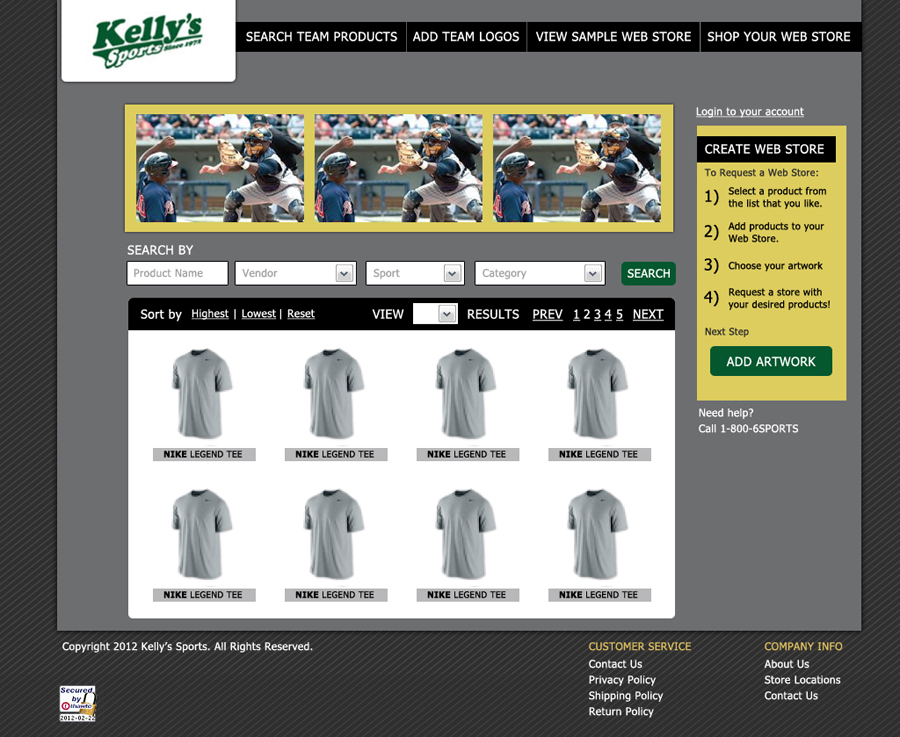 Kelly's
Sports Since 1972
SEARCH TEAM PRODUCTS
ADD TEAM LOGOS
VIEW SAMPLE WEB STORE
SHOP YOUR WEB STORE
Login to your account
CREATE WEB STORE
To Request a Web Store:
1) Select a product from
the list that you like.
2) Add products to your
Web Store.
3) Choose your artwork
4) Request a store with
your desired products!
Next Step
ADD ARTWORK
Need help?
Call 1-800-6SPORTS
SEARCH BY
Product Name
Vendor
Sport
Category
SEARCH
Sort by Highest | Lowest | Reset
VIEW RESULTS PREV 1 2 3 4 5 NEXT
NIKE LEGEND TEE
NIKE LEGEND TEE
NIKE LEGEND TEE
NIKE LEGEND TEE
NIKE LEGEND TEE
NIKE LEGEND TEE
NIKE LEGEND TEE
NIKE LEGEND TEE
Copyright 2012 Kelly's Sports. All Rights Reserved.
Secured
by
thawte
2012-02-22
CUSTOMER SERVICE
Contact Us
Privacy Policy
Shipping Policy
Return Policy
COMPANY INFO
About Us
Store Locations
Contact Us